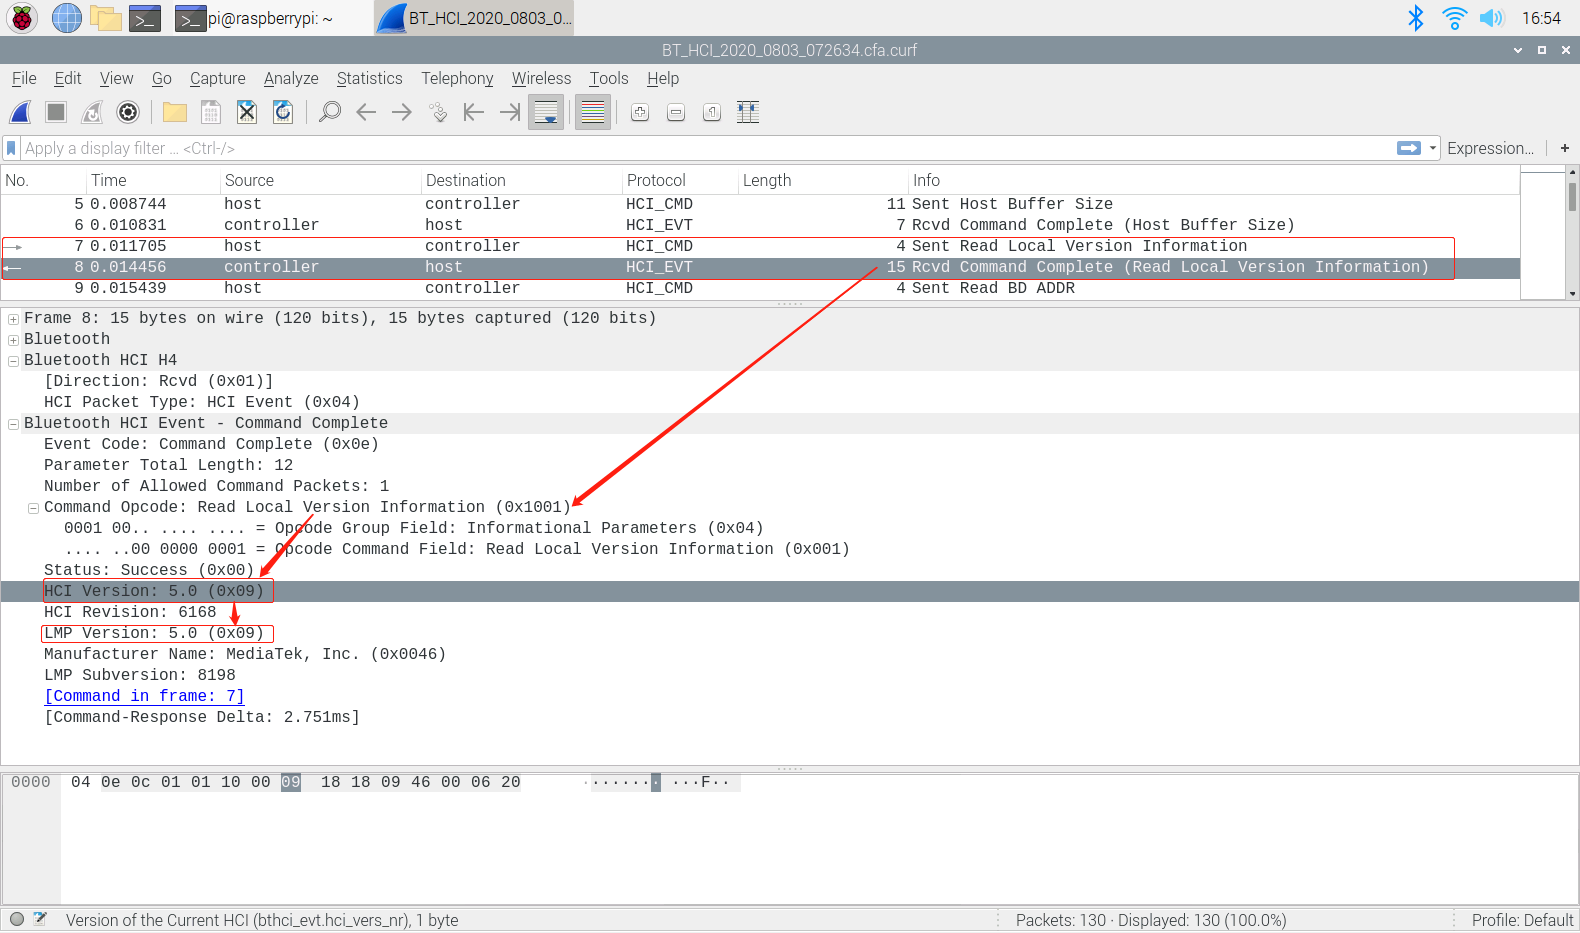 pi@raspberrypi: ~
BT_HCI_2020_0803_0...
16:54
BT_HCI_2020_0803_072634.cfa.curf
File Edit View Go Capture Analyze Statistics Telephony Wireless Tools Help
Apply a display filter ... <Ctrl-/>
Expression...
+
No. Time Source Destination Protocol Length Info
5 0.008744 host controller HCI_CMD 11 Sent Host Buffer Size
6 0.010831 controller host HCI_EVT 7 Rcvd Command Complete (Host Buffer Size)
7 0.011705 host controller HCI_CMD 4 Sent Read Local Version Information
8 0.014456 controller host HCI_EVT 15 Rcvd Command Complete (Read Local Version Information)
9 0.015439 host controller HCI_CMD 4 Sent Read BD ADDR
Frame 8: 15 bytes on wire (120 bits), 15 bytes captured (120 bits)
Bluetooth
Bluetooth HCI H4
[Direction: Rcvd (0x01)]
HCI Packet Type: HCI Event (0x04)
Bluetooth HCI Event - Command Complete
Event Code: Command Complete (0x0e)
Parameter Total Length: 12
Number of Allowed Command Packets: 1
Command Opcode: Read Local Version Information (0x1001)
0001 00.. .... .... = Opcode Group Field: Informational Parameters (0x04)
.... ..00 0000 0001 = Opcode Command Field: Read Local Version Information (0x001)
Status: Success (0x00)
HCI Version: 5.0 (0x09)
HCI Revision: 6168
LMP Version: 5.0 (0x09)
Manufacturer Name: MediaTek, Inc. (0x0046)
LMP Subversion: 8198
[Command in frame: 7]
[Command-Response Delta: 2.751ms]
0000 04 0e 0c 01 01 10 00 09 18 18 09 46 00 06 20 ········ ···F··
Version of the Current HCI (bthci_evt.hci_vers_nr), 1 byte
Packets: 130 · Displayed: 130 (100.0%)
Profile: Default